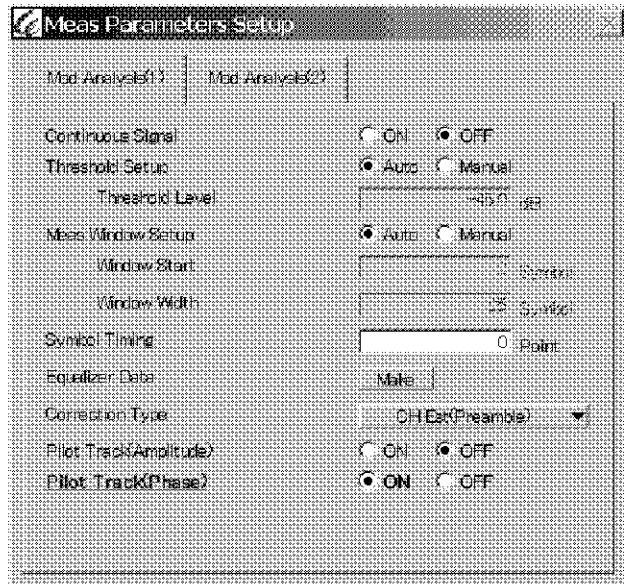 Meas Parameters Setup
Mod Analysis(1) Mod Analysis(2)
Continuous Signal ON OFF
Threshold Setup Auto Manual
Threshold Level -45.0 dB
Meas Window Setup Auto Manual
Window Start Symbol
Window Width Symbol
Symbol Timing 0 Point
Equalizer Data Make
Correction Type CH Est(Preamble)
Pilot Track(Amplitude) ON OFF
Pilot Track(Phase) ON OFF